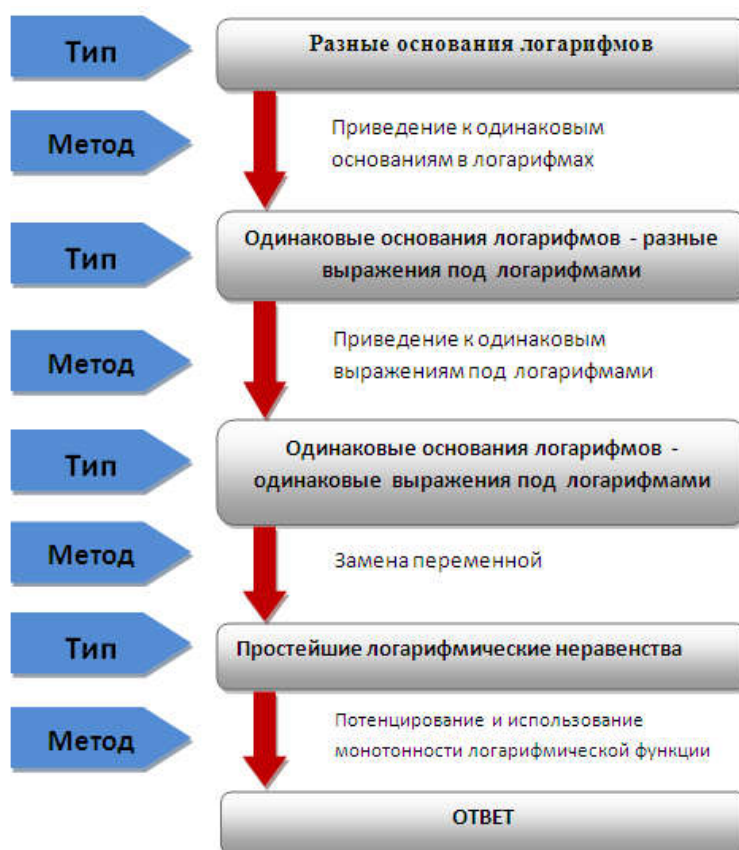 Тип
Разные основания логарифмов
Метод
Приведение к одинаковым
основаниям в логарифмах
Тип
Одинаковые основания логарифмов - разные
выражения под логарифмами
Метод
Приведение к одинаковым
выражениям под логарифмами
Тип
Одинаковые основания логарифмов -
одинаковые выражения под логарифмами
Метод
Замена переменной
Тип
Простейшие логарифмические неравенства
Метод
Потенцирование и использование
монотонности логарифмической функции
ОТВЕТ